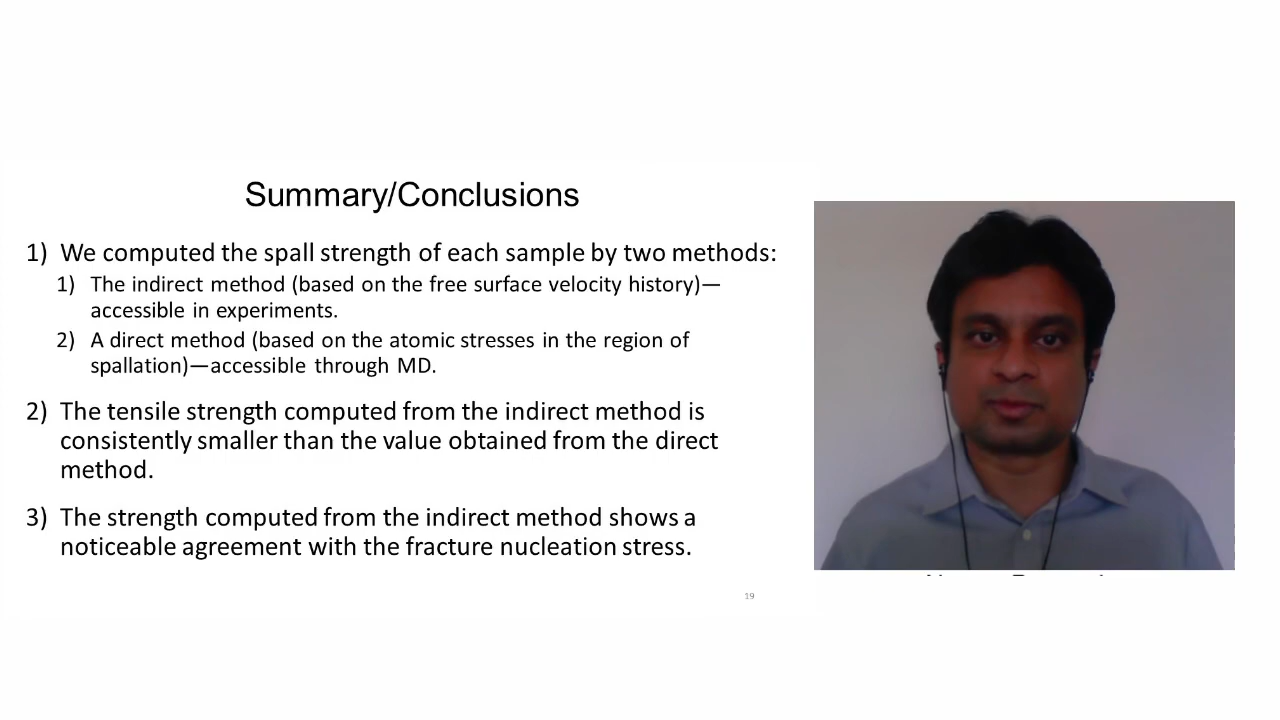 Summary/Conclusions
1) We computed the spall strength of each sample by two methods:
1) The indirect method (based on the free surface velocity history)—
accessible in experiments.
2) A direct method (based on the atomic stresses in the region of
spallation)—accessible through MD.
2) The tensile strength computed from the indirect method is
consistently smaller than the value obtained from the direct
method.
3) The strength computed from the indirect method shows a
noticeable agreement with the fracture nucleation stress.
19